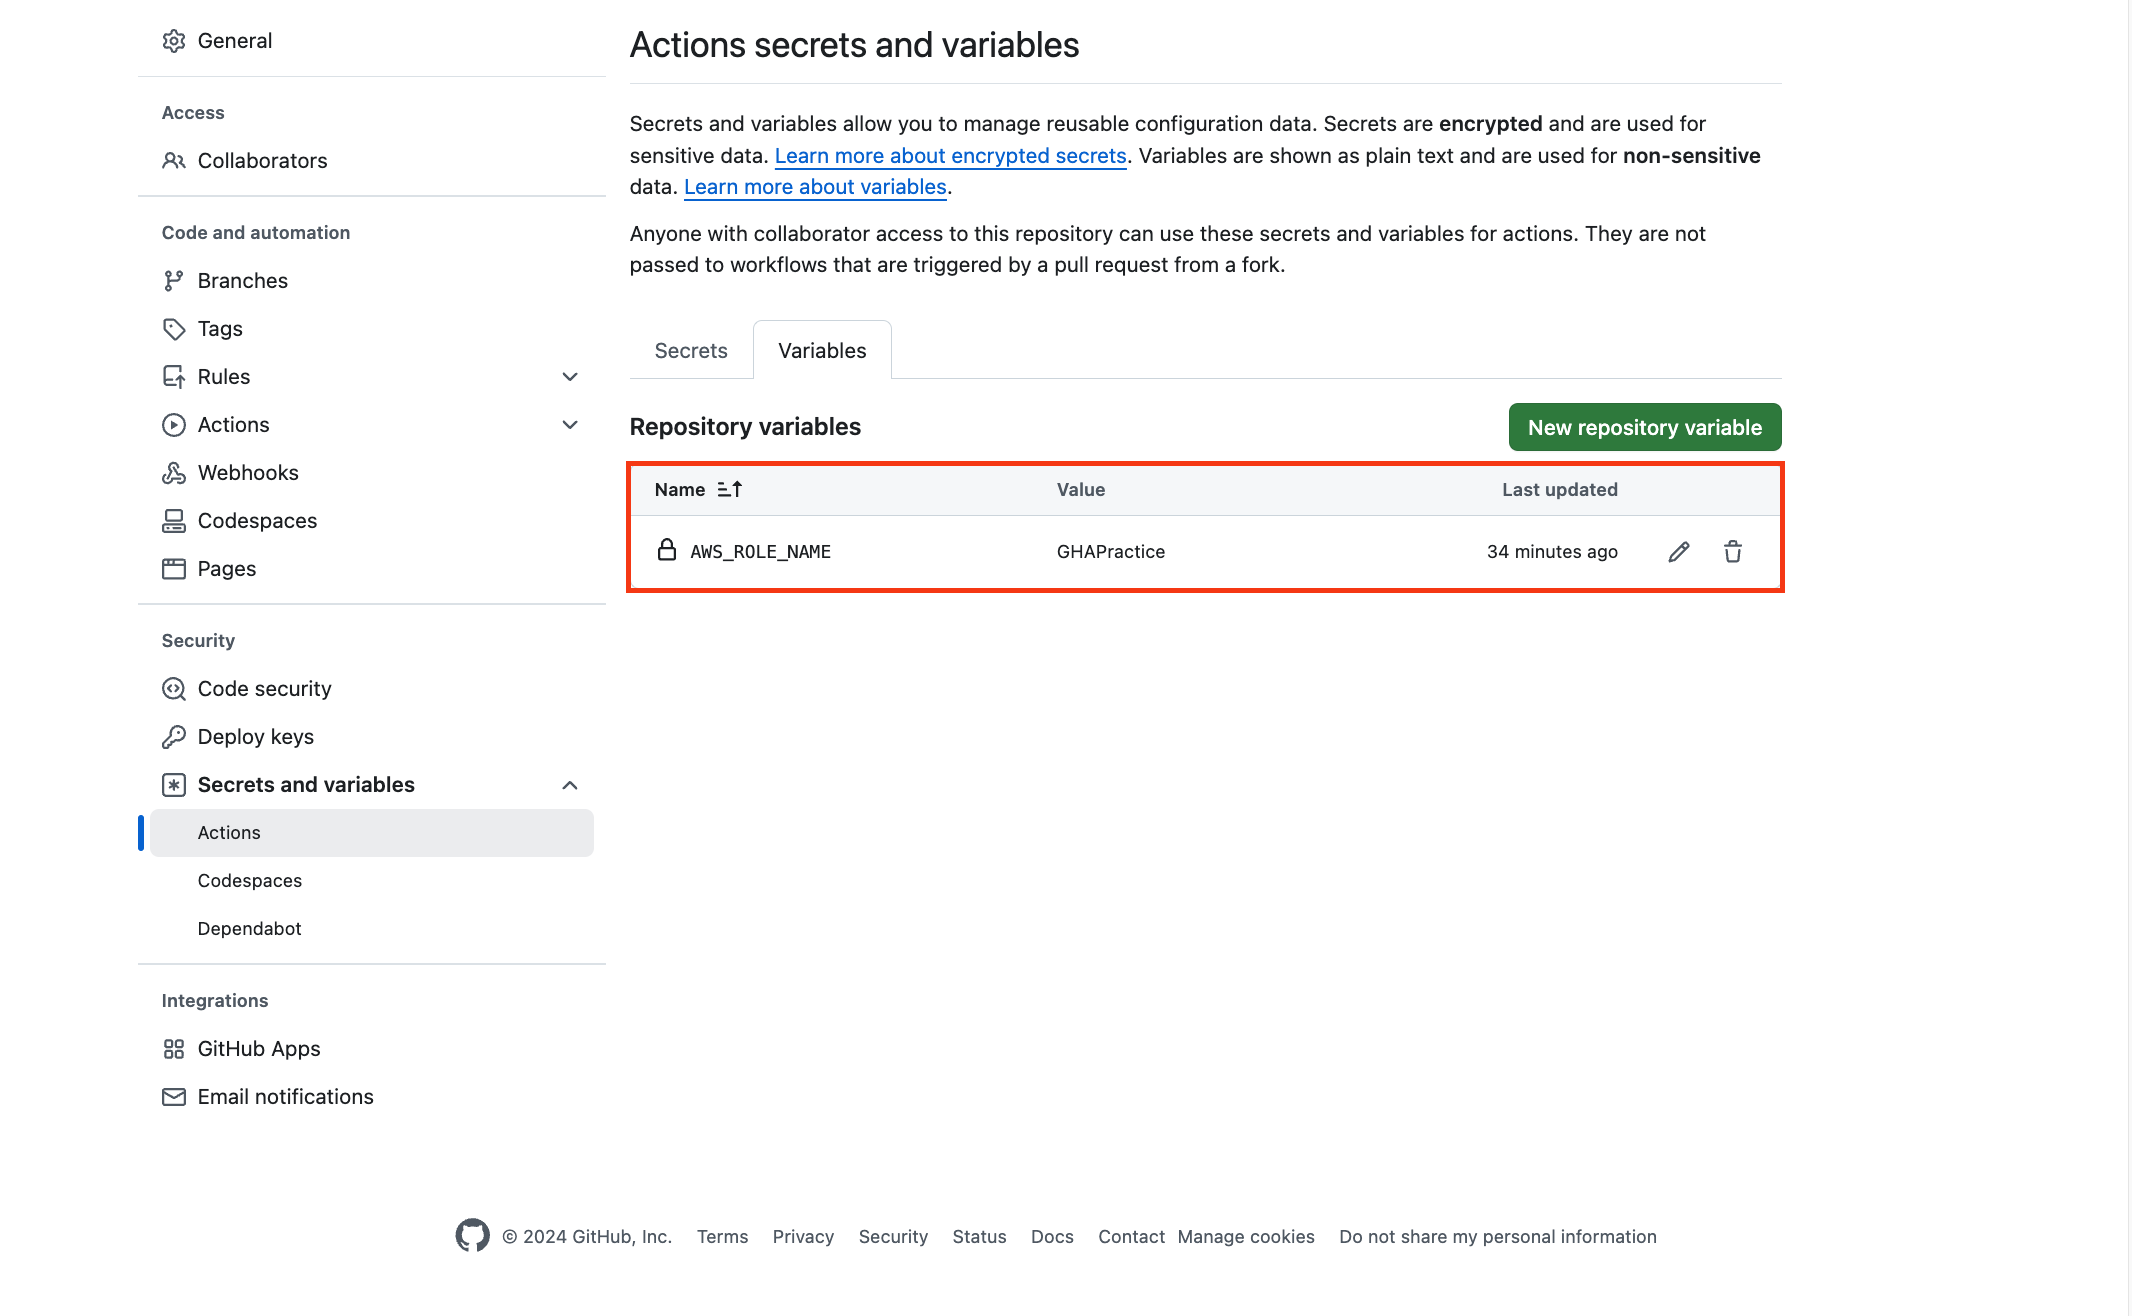 General
Access
Collaborators
Code and automation
Branches
Tags
Rules
Actions
Webhooks
Codespaces
Pages
Security
Code security
Deploy keys
Secrets and variables
Actions
Codespaces
Dependabot
Integrations
GitHub Apps
Email notifications
Actions secrets and variables
Secrets and variables allow you to manage reusable configuration data. Secrets are encrypted and are used for
sensitive data. Learn more about encrypted secrets. Variables are shown as plain text and are used for non-sensitive
data. Learn more about variables.
Anyone with collaborator access to this repository can use these secrets and variables for actions. They are not
passed to workflows that are triggered by a pull request from a fork.
Secrets Variables
Repository variables New repository variable
Name Value Last updated
AWS_ROLE_NAME GHAPractice 34 minutes ago
© 2024 GitHub, Inc. Terms Privacy Security Status Docs Contact Manage cookies Do not share my personal information